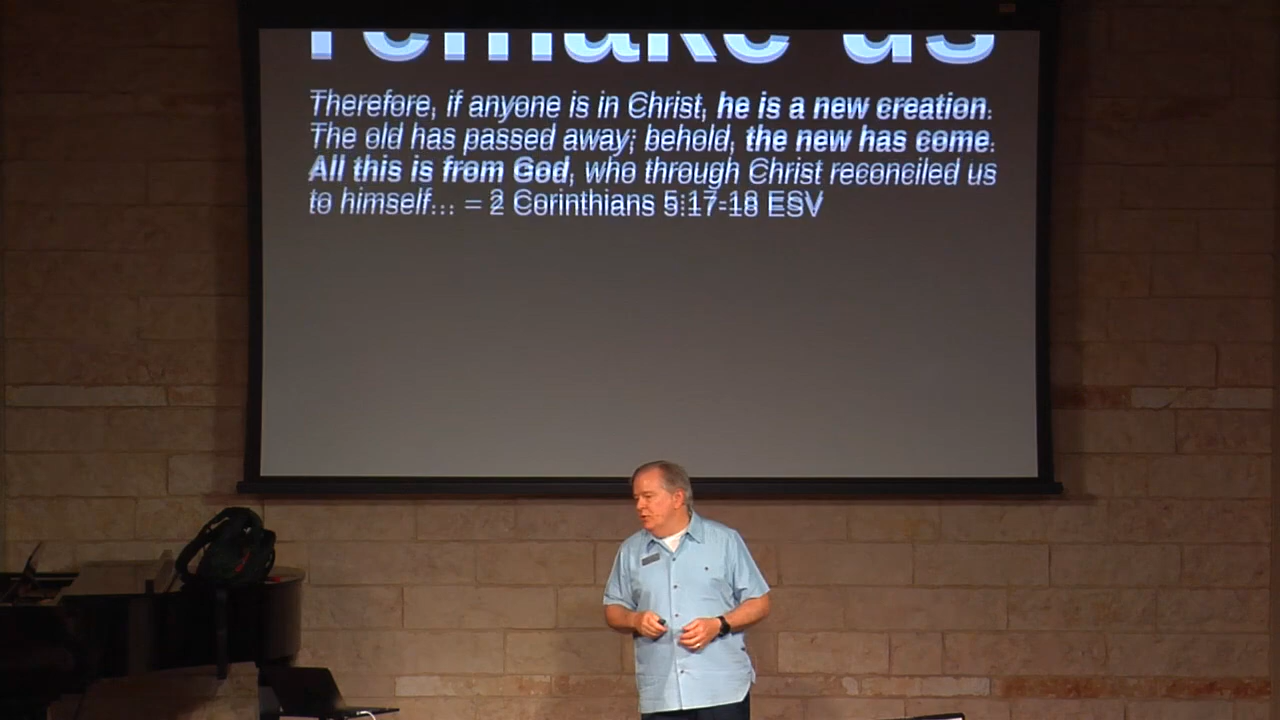 remake us
Therefore, if anyone is in Christ, he is a new creation.
The old has passed away; behold, the new has come.
All this is from God, who through Christ reconciled us
to himself… – 2 Corinthians 5:17-18 ESV